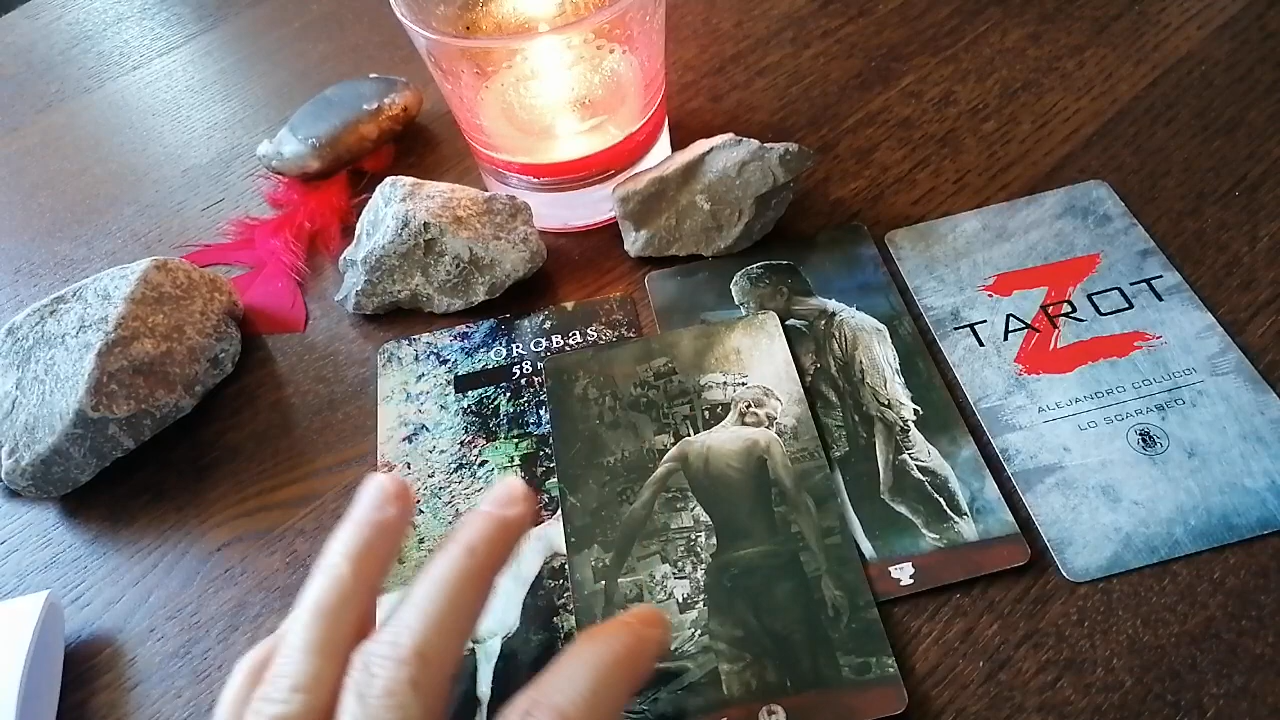 OROBAS
58
TAROT
Z
ALEJANDRO COLUCCI
LO SCARABEO